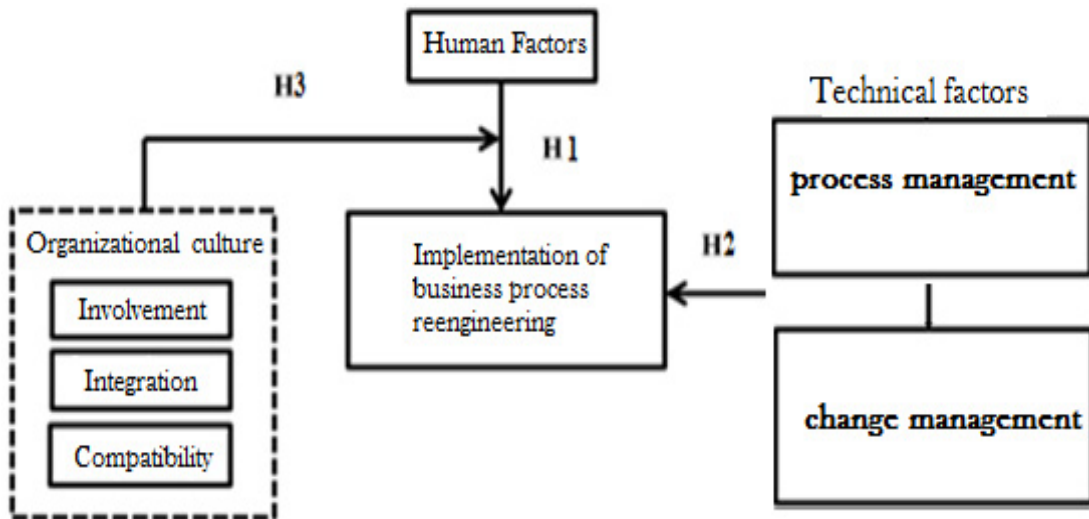 Human Factors
H3
Technical factors
H1
process management
Organizational culture
Implementation of
business process
reengineering
H2
Involvement
Integration
Compatibility
change management